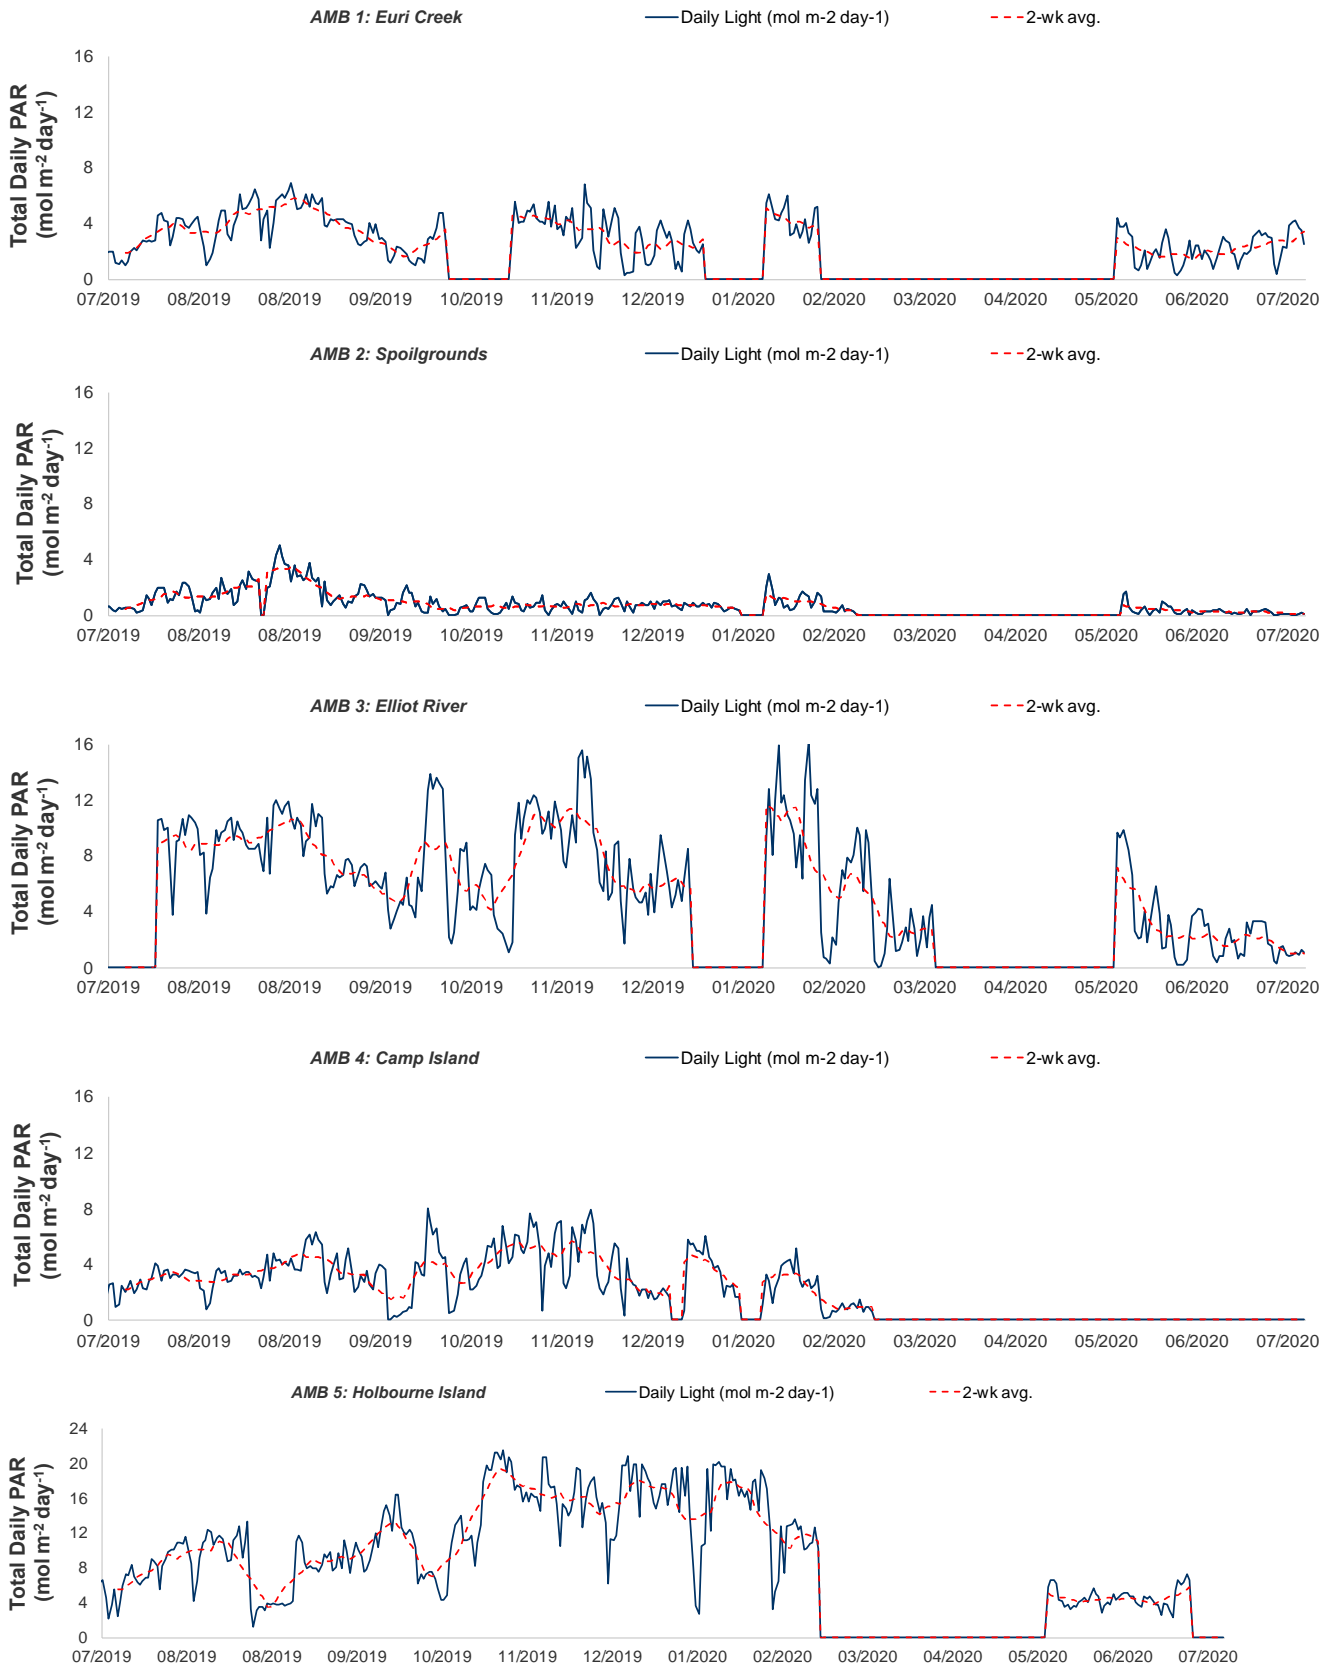 AMB 1: Euri Creek Daily Light (mol m-2 day-1) 2-wk avg.
Total Daily PAR
(mol m-2 day-1)
16
12
8
4
0
07/2019 08/2019 08/2019 09/2019 10/2019 11/2019 12/2019 01/2020 02/2020 03/2020 04/2020 05/2020 06/2020 07/2020
AMB 2: Spoilgrounds Daily Light (mol m-2 day-1) 2-wk avg.
Total Daily PAR
(mol m-2 day-1)
16
12
8
4
0
07/2019 08/2019 08/2019 09/2019 10/2019 11/2019 12/2019 01/2020 02/2020 03/2020 04/2020 05/2020 06/2020 07/2020
AMB 3: Elliot River Daily Light (mol m-2 day-1) 2-wk avg.
Total Daily PAR
(mol m-2 day-1)
16
12
8
4
0
07/2019 08/2019 08/2019 09/2019 10/2019 11/2019 12/2019 01/2020 02/2020 03/2020 04/2020 05/2020 06/2020 07/2020
AMB 4: Camp Island Daily Light (mol m-2 day-1) 2-wk avg.
Total Daily PAR
(mol m-2 day-1)
16
12
8
4
0
07/2019 08/2019 08/2019 09/2019 10/2019 11/2019 12/2019 01/2020 02/2020 03/2020 04/2020 05/2020 06/2020 07/2020
AMB 5: Holbourne Island Daily Light (mol m-2 day-1) 2-wk avg.
Total Daily PAR
(mol m-2 day-1)
24
20
16
12
8
4
0
07/2019 08/2019 08/2019 09/2019 10/2019 11/2019 12/2019 01/2020 02/2020 03/2020 04/2020 05/2020 06/2020 07/2020